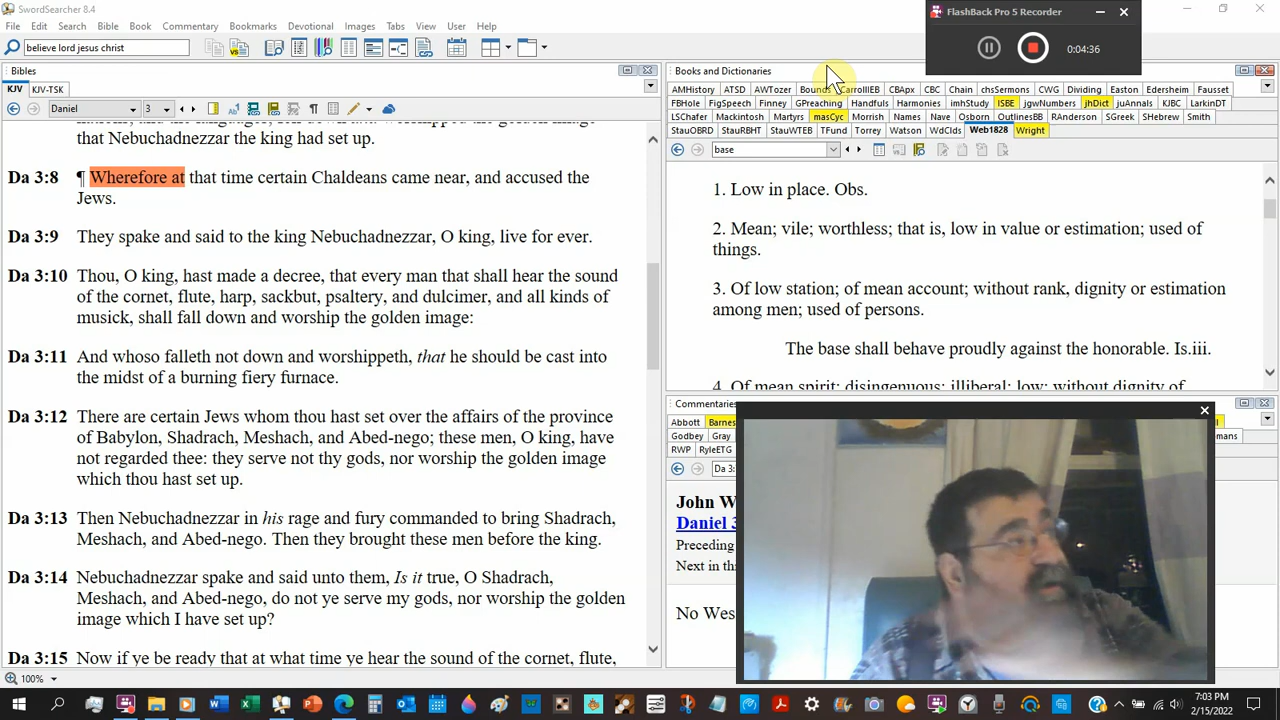 SwordSearcher 8.4
File Edit View Bible Book Commentary Bookmarks Devotional Images Tabs View User Help
believe lord jesus christ
FlashBack Pro 5 Recorder
0:04:36
Bibles
KJV KJV-TSK
Daniel 3
that Nebuchadnezzar the king had set up.
Da 3:8 ¶ Wherefore at that time certain Chaldeans came near, and accused the
Jews.
Da 3:9 They spake and said to the king Nebuchadnezzar, O king, live for ever.
Da 3:10 Thou, O king, hast made a decree, that every man that shall hear the sound
of the cornet, flute, harp, sackbut, psaltery, and dulcimer, and all kinds of
musick, shall fall down and worship the golden image:
Da 3:11 And whoso falleth not down and worshippeth, that he should be cast into
the midst of a burning fiery furnace.
Da 3:12 There are certain Jews whom thou hast set over the affairs of the province
of Babylon, Shadrach, Meshach, and Abed-nego; these men, O king, have
not regarded thee: they serve not thy gods, nor worship the golden image
which thou hast set up.
Da 3:13 Then Nebuchadnezzar in his rage and fury commanded to bring Shadrach,
Meshach, and Abed-nego. Then they brought these men before the king.
Da 3:14 Nebuchadnezzar spake and said unto them, Is it true, O Shadrach,
Meshach, and Abed-nego, do not ye serve my gods, nor worship the golden
image which I have set up?
Da 3:15 Now if ye be ready that at what time ye hear the sound of the cornet, flute,
100%
Books and Dictionaries
AMHistory ATSD AWTozer Bounds CarrollIEB CBApx CBC Chain chsSermons CWG Dividing Easton Edersheim Fausset
FBHole FigSpeech Finney GPreaching Handfuls Harmonies imhStudy ISBE jgwNumbers jhDict juAnnals KJBC LarkinDT
LSChafer Mackintosh Martyrs masCyc Morrish Names Nave Osborn OutlinesBB RAnderson SGreek SHebrew Smith
StauOBRD StauRBHT StauWTEB TFund Torrey Watson WdClds Web1828 Wright
base
1. Low in place. Obs.
2. Mean; vile; worthless; that is, low in value or estimation; used of
things.
3. Of low station; of mean account; without rank, dignity or estimation
among men; used of persons.
The base shall behave proudly against the honorable. Is.iii.
4. Of mean spirit; disingenuous; illiberal; low; without dignity of
Commentaries
Abbott Barnes
Godbey Gray
RWP RyleETG
Da 3:
John W
Daniel 3
Preceding
Next in th
No Wes
7:03 PM
2/15/2022